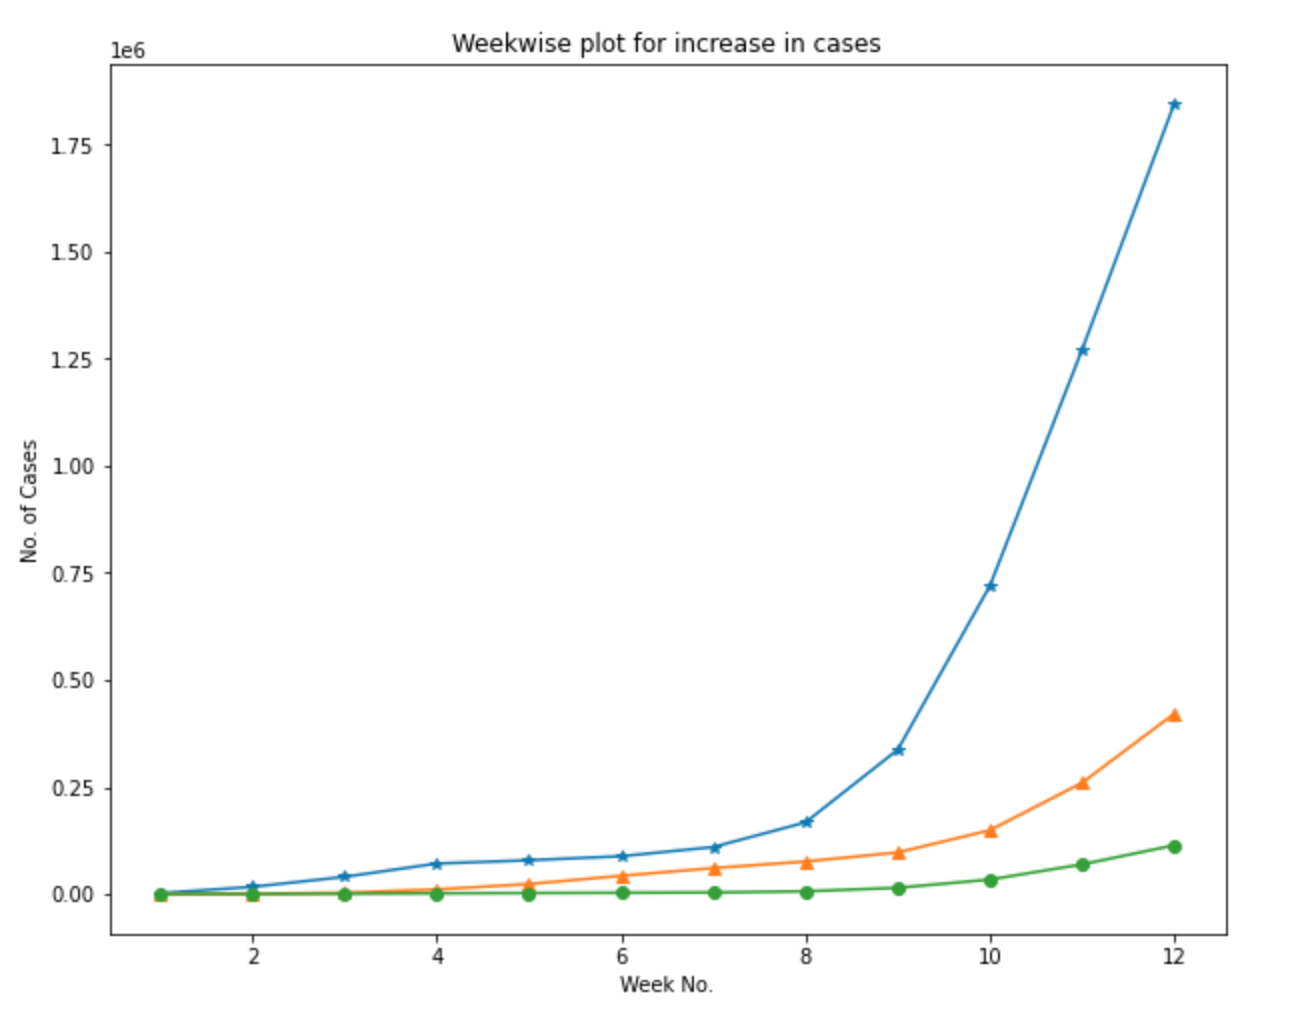 Weekwise plot for increase in cases
1e6
1.75
1.50
1.25
1.00
0.75
0.50
0.25
0.00
No. of Cases
2 4 6 8 10 12
Week No.